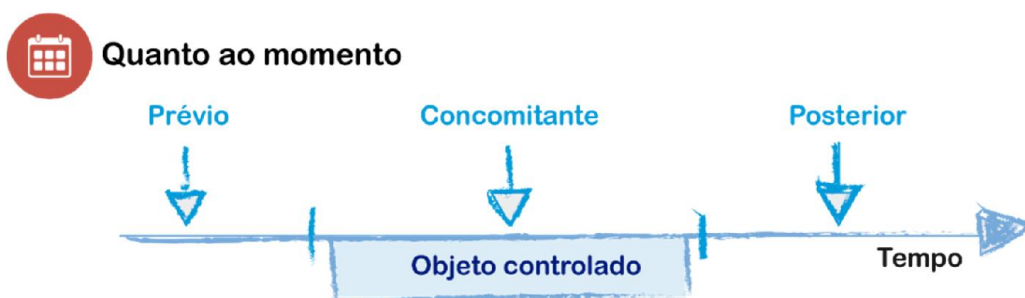 Quanto ao momento
Prévio Concomitante Posterior
Objeto controlado
Tempo